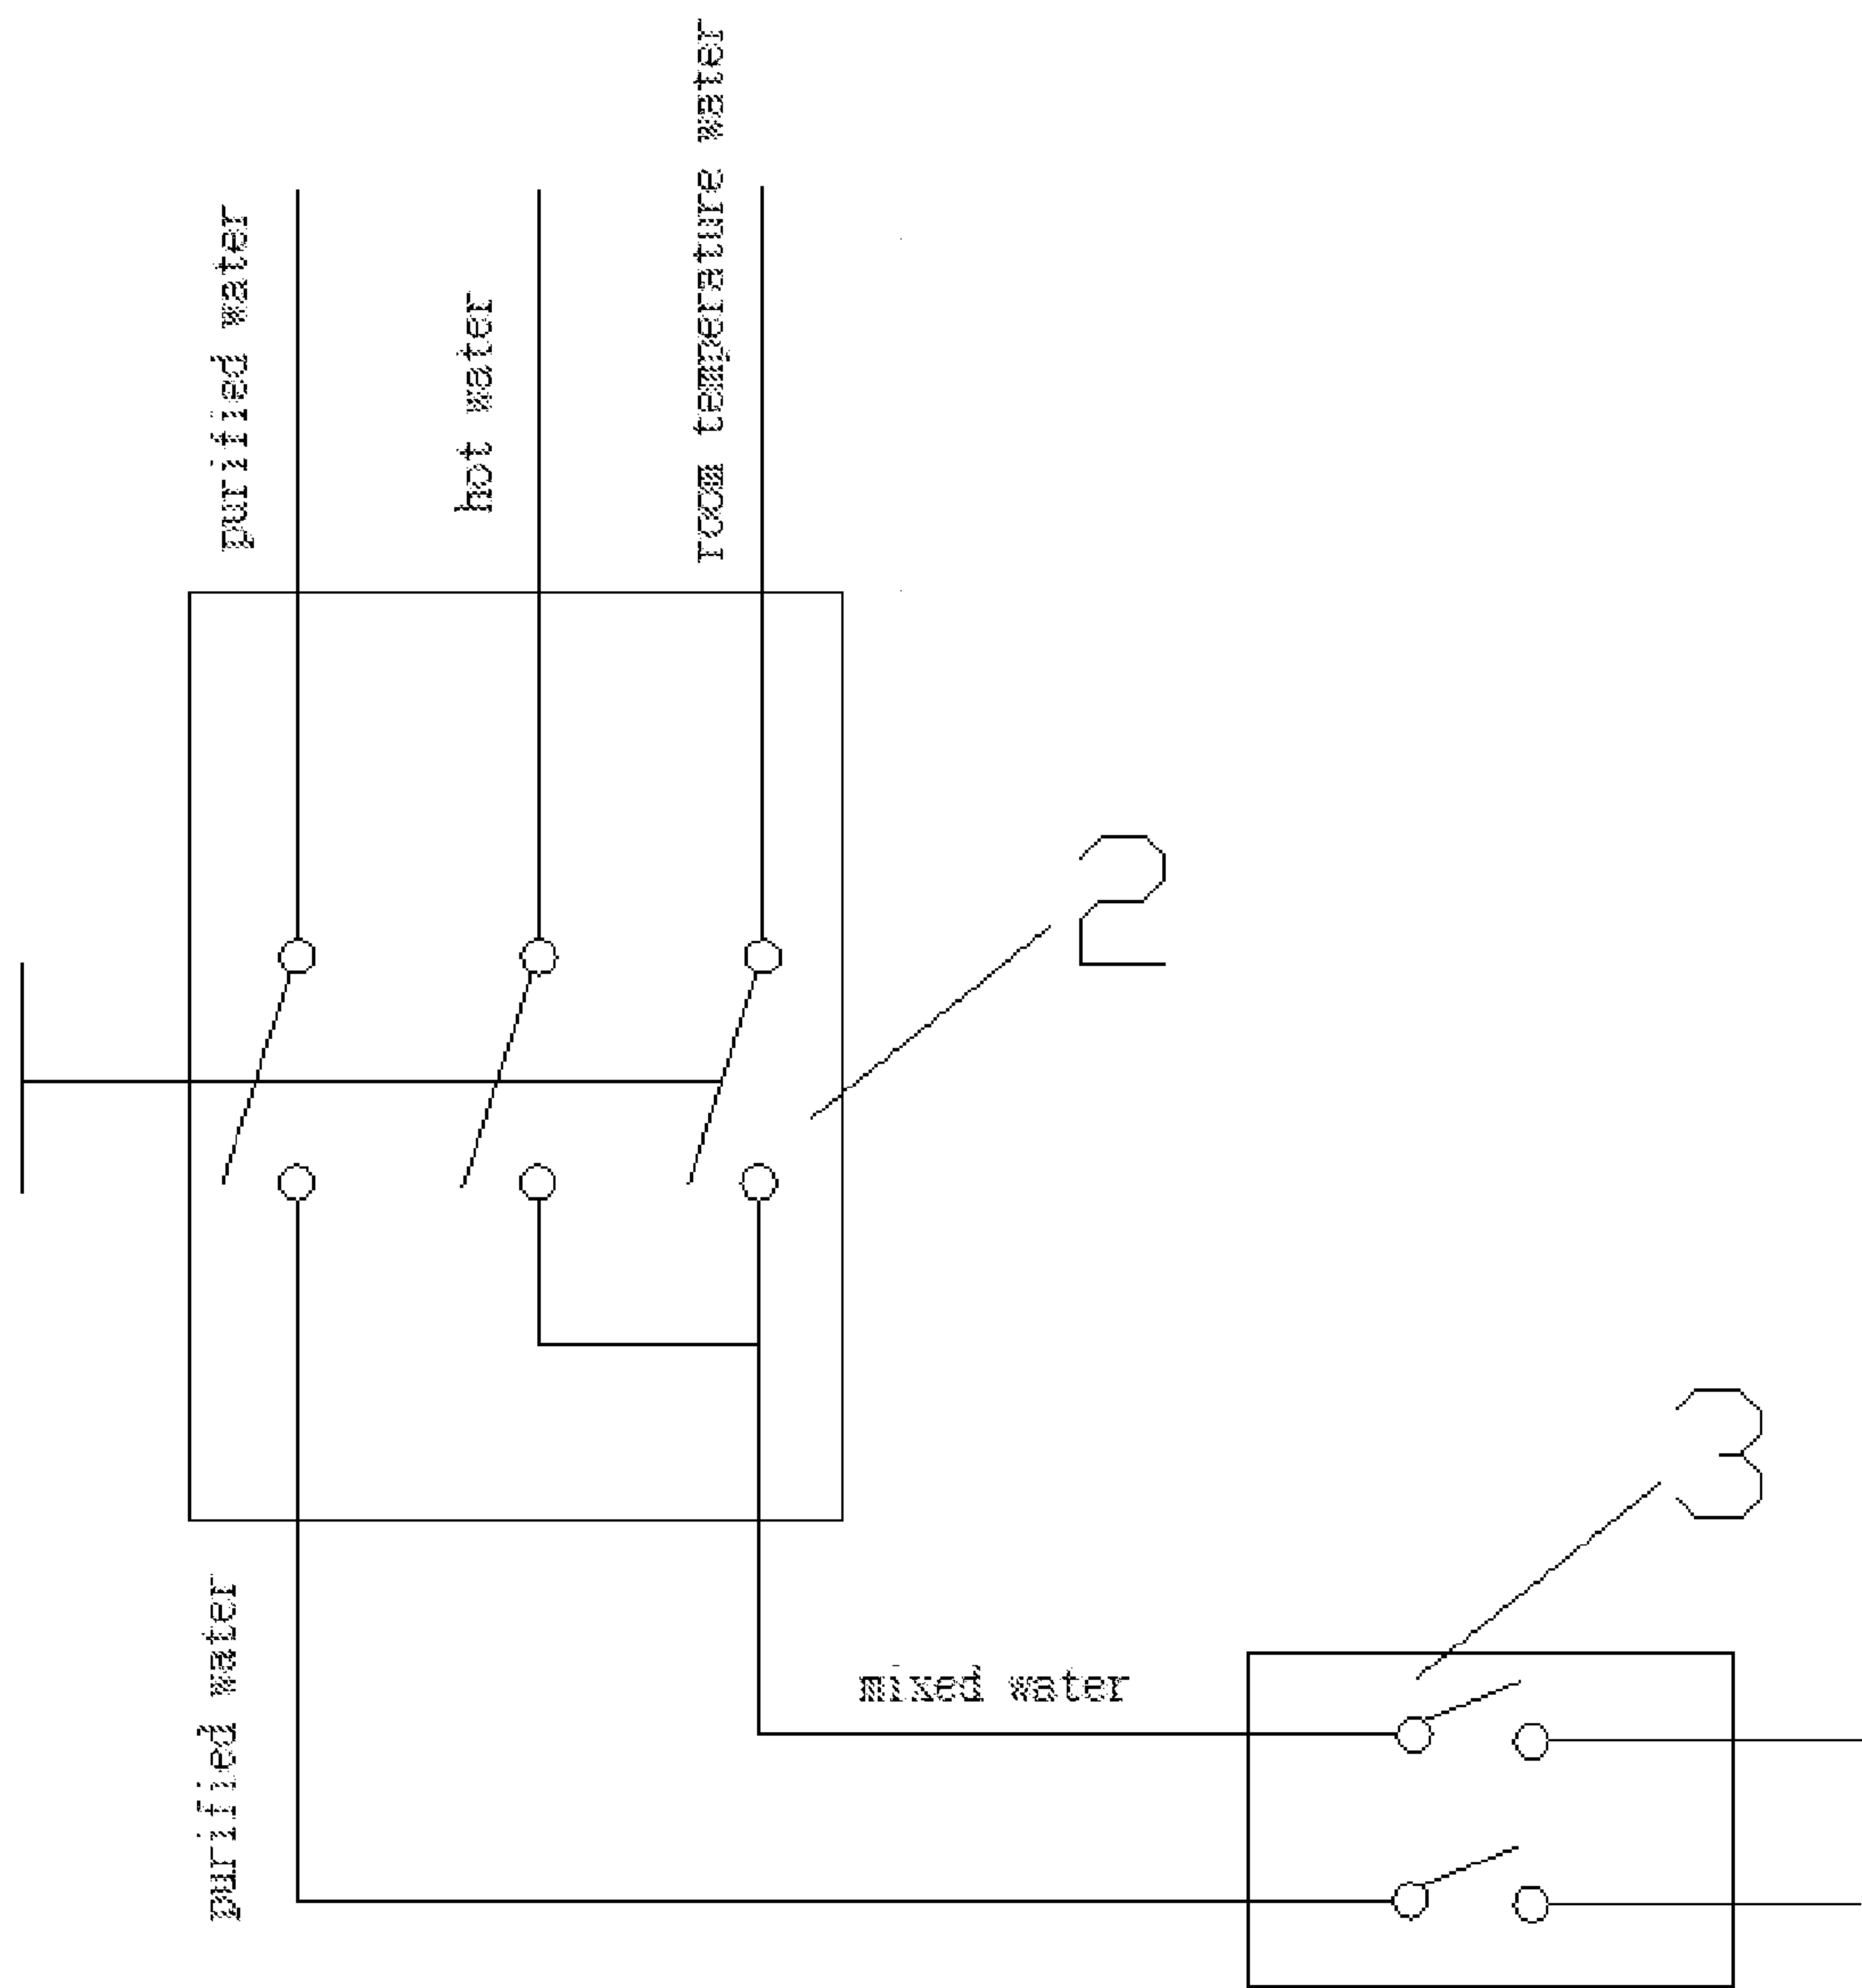 purified water
hot water
room temperature water
2
3
purified water
mixed water